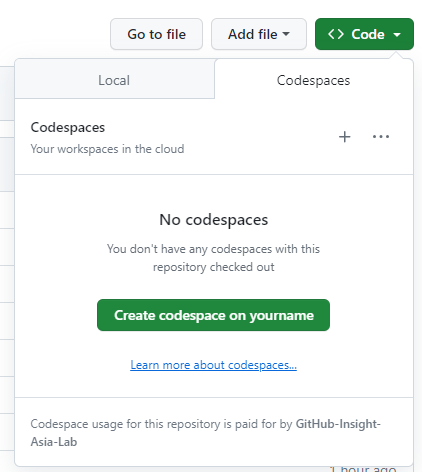 Go to file Add file <> Code
Local Codespaces
Codespaces
Your workspaces in the cloud
No codespaces
You don't have any codespaces with this
repository checked out
Create codespace on yourname
Learn more about codespaces...
Codespace usage for this repository is paid for by GitHub-Insight-
Asia-Lab
1 hour ago